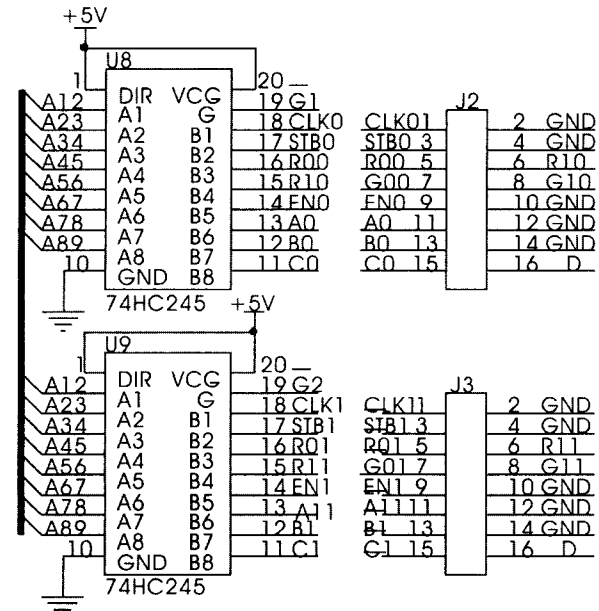 +5V
U8
1 DIR VCG 20
A12 A1 G 19 G1
A23 A2 B1 18 CLK0
A34 A3 B2 17 STB0
A45 A4 B3 16 R00
A56 A5 B4 15 R10
A67 A6 B5 14 EN0
A78 A7 B6 13 A0
A89 A8 B7 12 B0
10 GND B8 11 C0
74HC245
J2
CLK01 2 GND
STB0 3 4 GND
R00 5 6 R10
G00 7 8 G10
EN0 9 10 GND
A0 11 12 GND
B0 13 14 GND
C0 15 16 D
+5V
U9
1 DIR VCG 20
A12 A1 G 19 G2
A23 A2 B1 18 CLK1
A34 A3 B2 17 STB1
A45 A4 B3 16 R01
A56 A5 B4 15 R11
A67 A6 B5 14 EN1
A78 A7 B6 13 A11
A89 A8 B7 12 B1
10 GND B8 11 C1
74HC245
J3
CLK11 2 GND
STB1 3 4 GND
R01 5 6 R11
G01 7 8 G11
EN1 9 10 GND
A1111 12 GND
B1 13 14 GND
C1 15 16 D